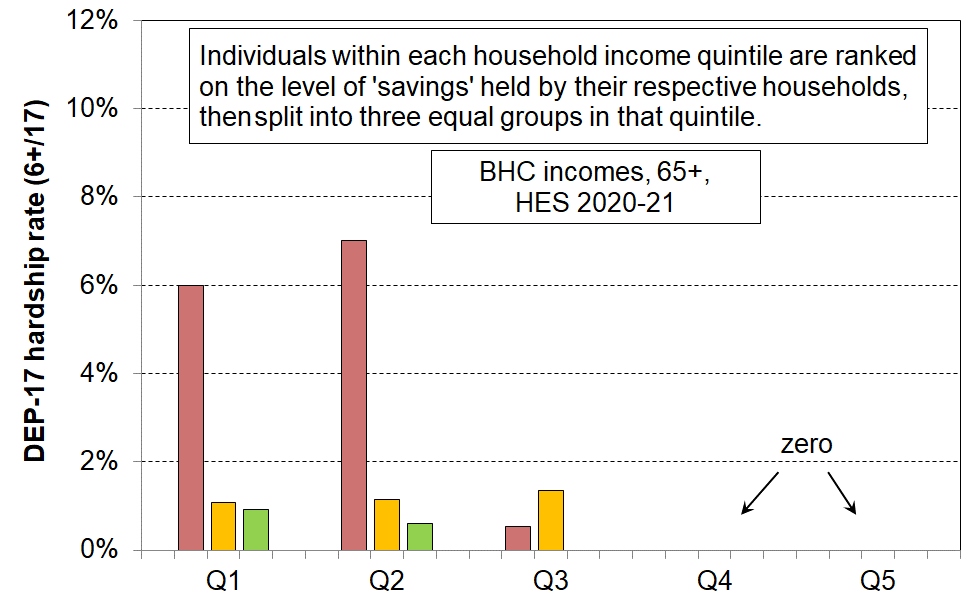 12%
Individuals within each household income quintile are ranked
on the level of 'savings' held by their respective households,
then split into three equal groups in that quintile.
10%
BHC incomes, 65+,
HES 2020-21
8%
6%
4%
2%
0%
DEP-17 hardship rate (6+/17)
zero
Q1 Q2 Q3 Q4 Q5